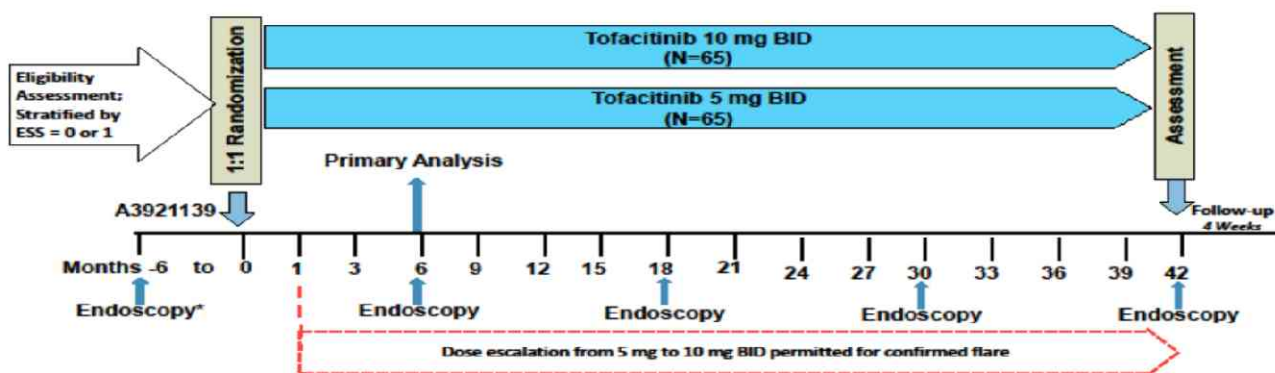 Tofacitinib 10 mg BID
(N=65)
Eligibility
Assessment;
Stratified by
ESS = 0 or 1
1:1 Randomization
Tofacitinib 5 mg BID
(N=65)
Assessment
Primary Analysis
A3921139
Follow-up
4 Weeks
Months -6 to 0 1 3 6 9 12 15 18 21 24 27 30 33 36 39 42
Endoscopy* Endoscopy Endoscopy Endoscopy Endoscopy
Dose escalation from 5 mg to 10 mg BID permitted for confirmed flare